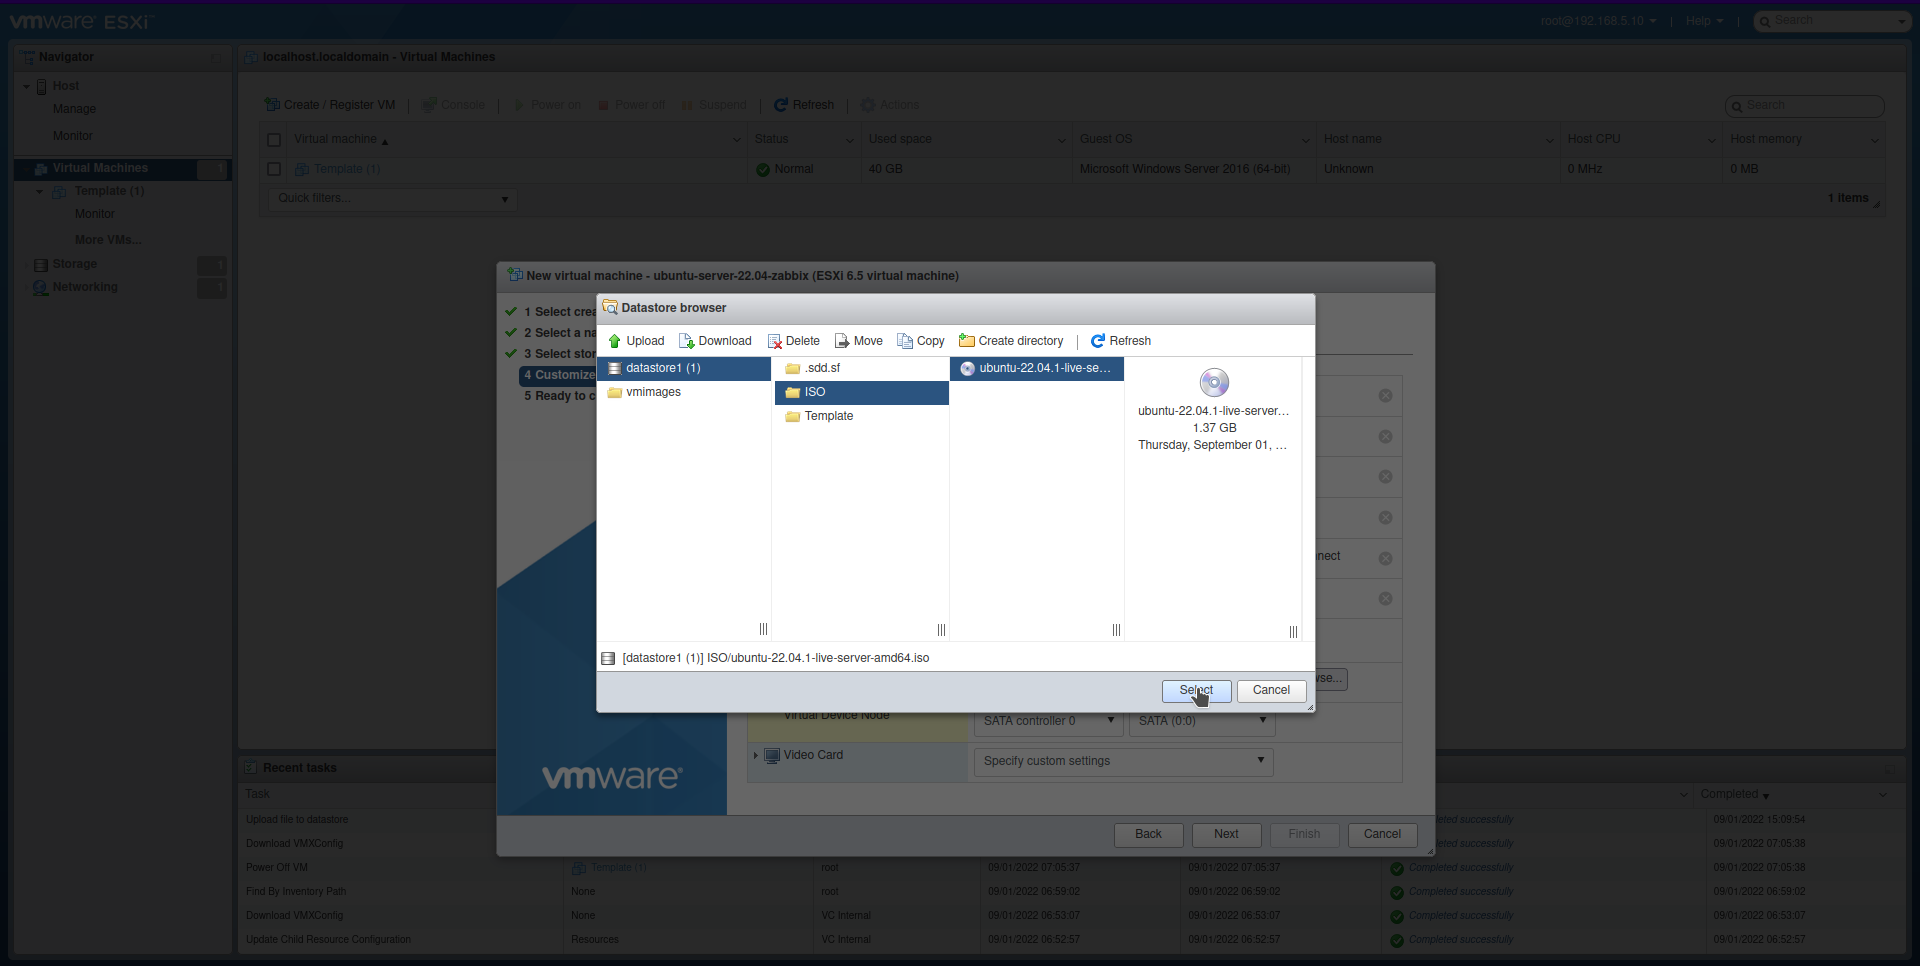 vmware ESXi™
root@192.168.5.10 | Help | Search
Navigator
Host
Manage
Monitor
Virtual Machines 1
Template (1)
Monitor
More VMs...
Storage 1
Networking 1
localhost.localdomain - Virtual Machines
Create / Register VM | Console | Power on Power off Suspend | Refresh | Actions
Search
Virtual machine Status Used space Guest OS Host name Host CPU Host memory
Template (1) Normal 40 GB Microsoft Windows Server 2016 (64-bit) Unknown 0 MHz 0 MB
Quick filters... 1 items
New virtual machine - ubuntu-server-22.04-zabbix (ESXi 6.5 virtual machine)
1 Select crea
2 Select a na
3 Select stor
4 Customize
5 Ready to c
Datastore browser
Upload Download Delete Move Copy Create directory | Refresh
datastore1 (1) .sdd.sf ubuntu-22.04.1-live-se...
vmimages ISO
Template
ubuntu-22.04.1-live-server...
1.37 GB
Thursday, September 01, ...
nnect
[datastore1 (1)] ISO/ubuntu-22.04.1-live-server-amd64.iso
Select Cancel
wse...
Virtual Device Node SATA controller 0 SATA (0:0)
Video Card Specify custom settings
vmware®
Back Next Finish Cancel
Recent tasks
Task Completed
Upload file to datastore leted successfully 09/01/2022 15:09:54
Download VMXConfig leted successfully 09/01/2022 07:05:38
Power Off VM Template (1) root 09/01/2022 07:05:37 09/01/2022 07:05:37 Completed successfully 09/01/2022 07:05:38
Find By Inventory Path None root 09/01/2022 06:59:02 09/01/2022 06:59:02 Completed successfully 09/01/2022 06:59:02
Download VMXConfig None VC Internal 09/01/2022 06:53:07 09/01/2022 06:53:07 Completed successfully 09/01/2022 06:53:07
Update Child Resource Configuration Resources VC Internal 09/01/2022 06:52:57 09/01/2022 06:52:57 Completed successfully 09/01/2022 06:52:57